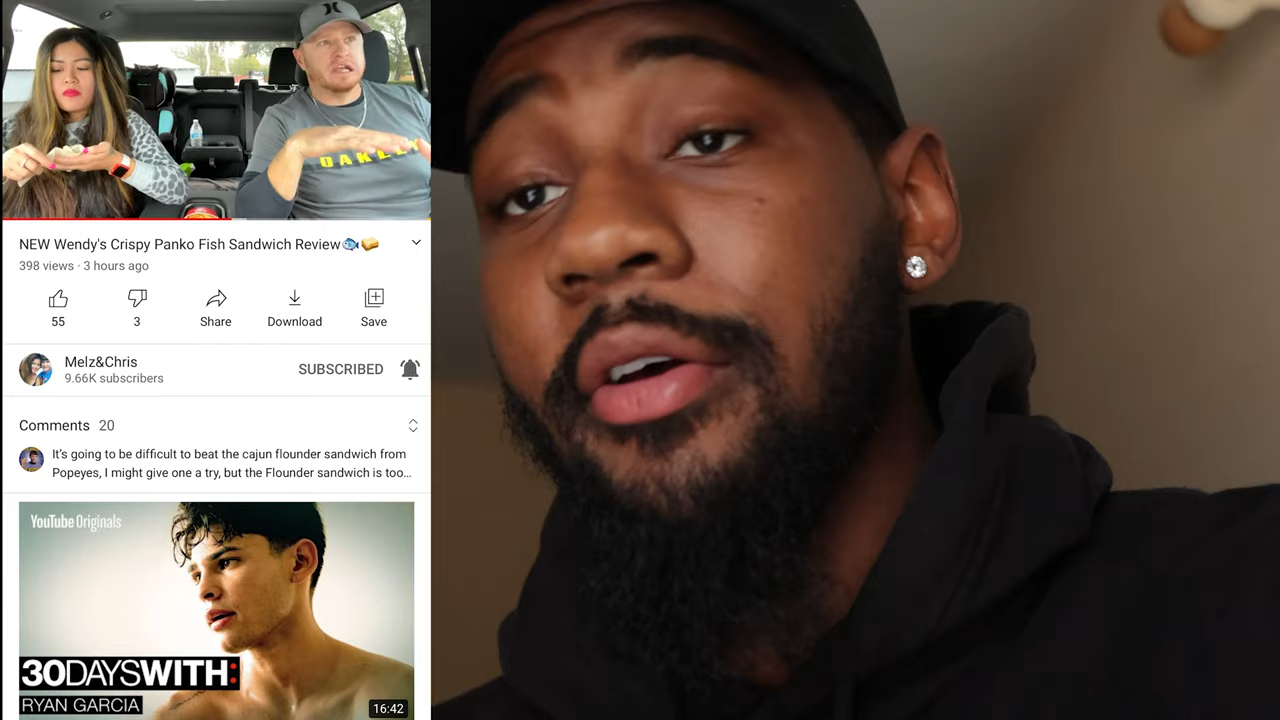 OAKLEY
NEW Wendy's Crispy Panko Fish Sandwich Review🐟🍞
398 views · 3 hours ago
55
3
Share
Download
Save
Melz&Chris
9.66K subscribers
SUBSCRIBED
Comments 20
It's going to be difficult to beat the cajun flounder sandwich from
Popeyes, I might give one a try, but the Flounder sandwich is too...
YouTube Originals
30DAYSWITH:
RYAN GARCIA
16:42